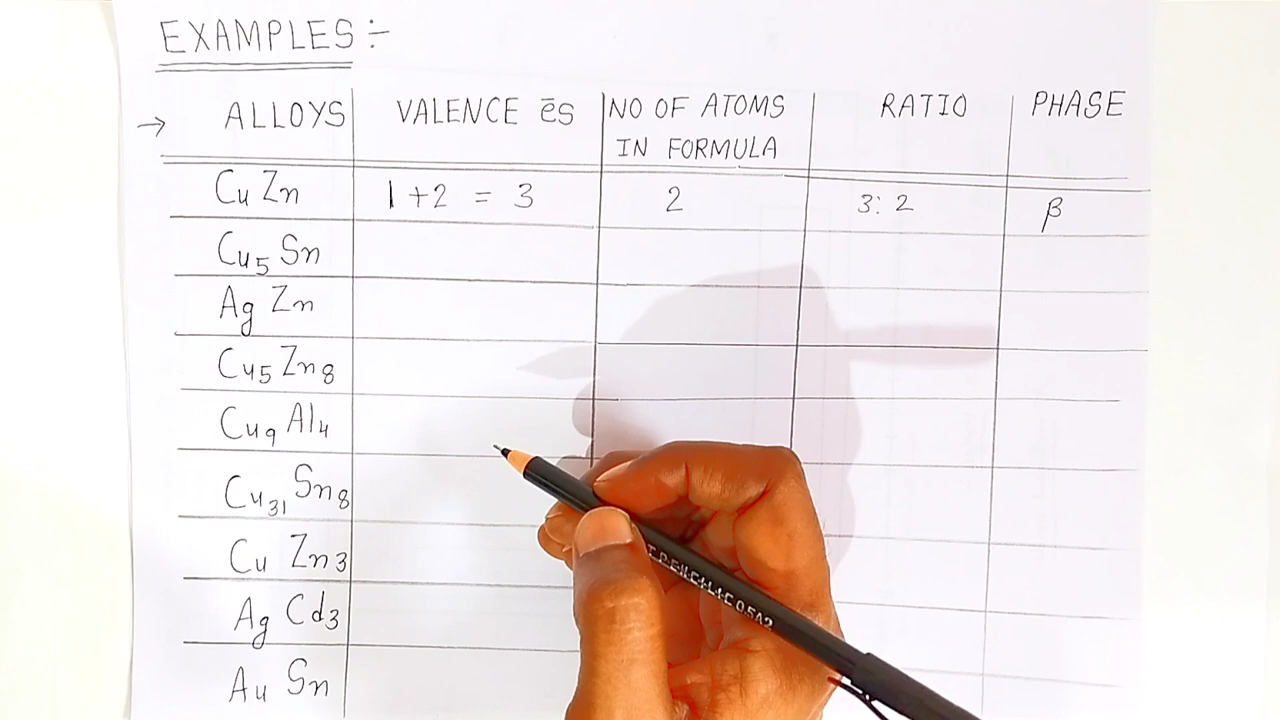 EXAMPLES :-
→ ALLOYS VALENCE ēs NO OF ATOMS IN FORMULA RATIO PHASE
Cu Zn 1 + 2 = 3 2 3 : 2 β
Cu5 Sn
Ag Zn
Cu5 Zn8
Cu9 Al4
Cu31 Sn8
Cu Zn3
Ag Cd3
Au Sn